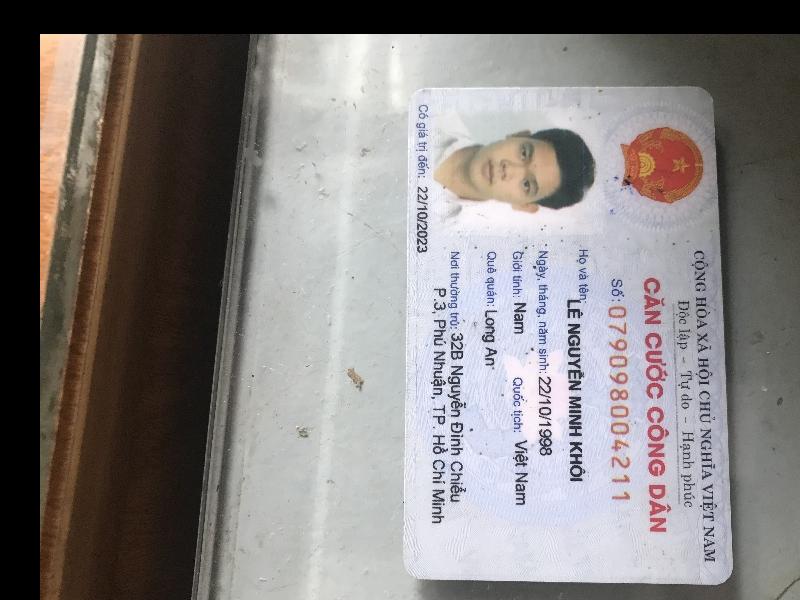 CỘNG HÒA XÃ HỘI CHỦ NGHĨA VIỆT NAM
Độc lập - Tự do - Hạnh phúc
CĂN CƯỚC CÔNG DÂN
Số: 079098004211
Họ và tên: LÊ NGUYỄN MINH KHÔI
Ngày, tháng, năm sinh: 22/10/1998
Giới tính: Nam Quốc tịch: Việt Nam
Quê quán: Long An
Nơi thường trú: 32B Nguyễn Đình Chiểu
P.3, Phú Nhuận, TP. Hồ Chí Minh
Có giá trị đến: 22/10/2023